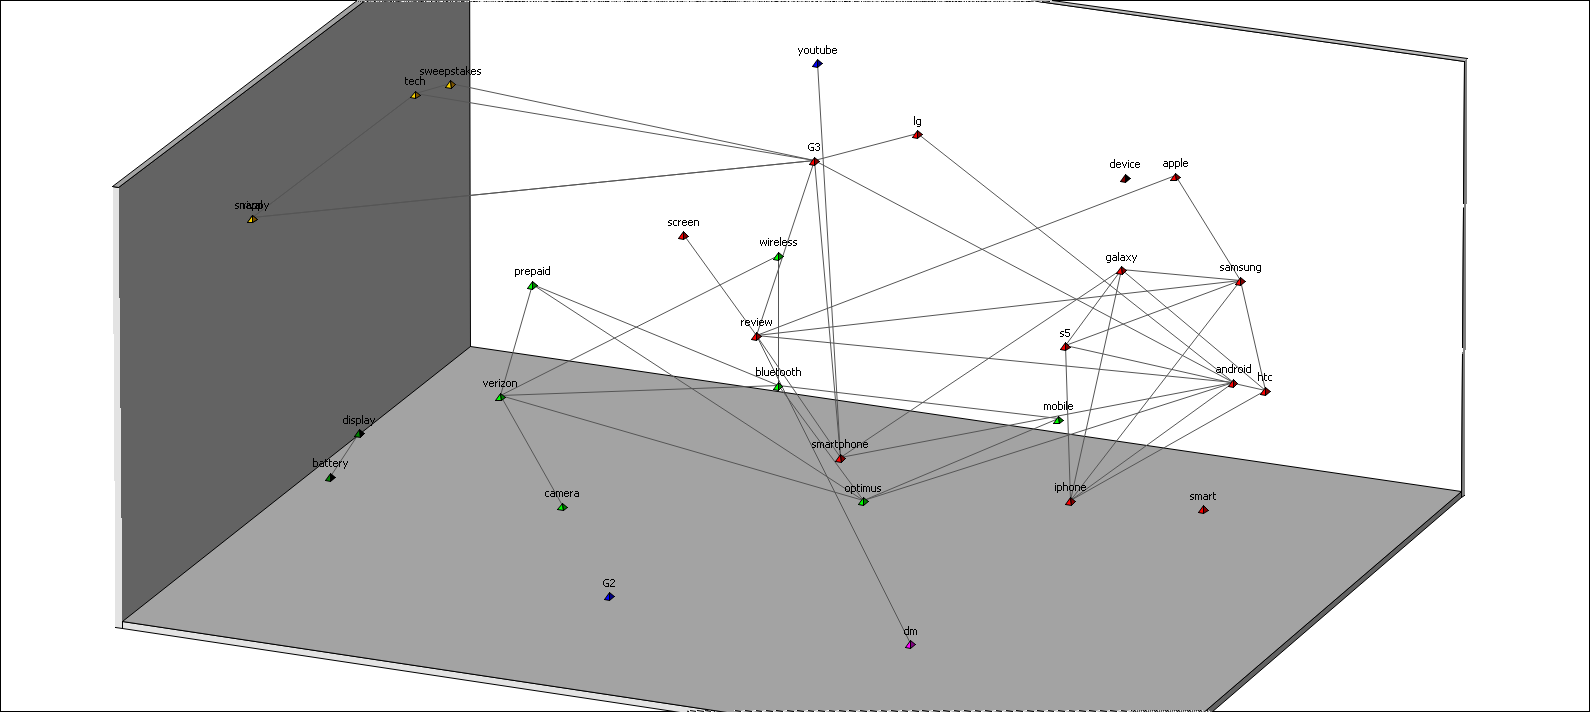 youtube
sweepstakes
tech
lg
G3
device
apple
screen
wireless
galaxy
samsung
prepaid
review
s5
bluetooth
android
htc
verizon
mobile
display
smartphone
battery
optimus
iphone
camera
smart
G2
dm